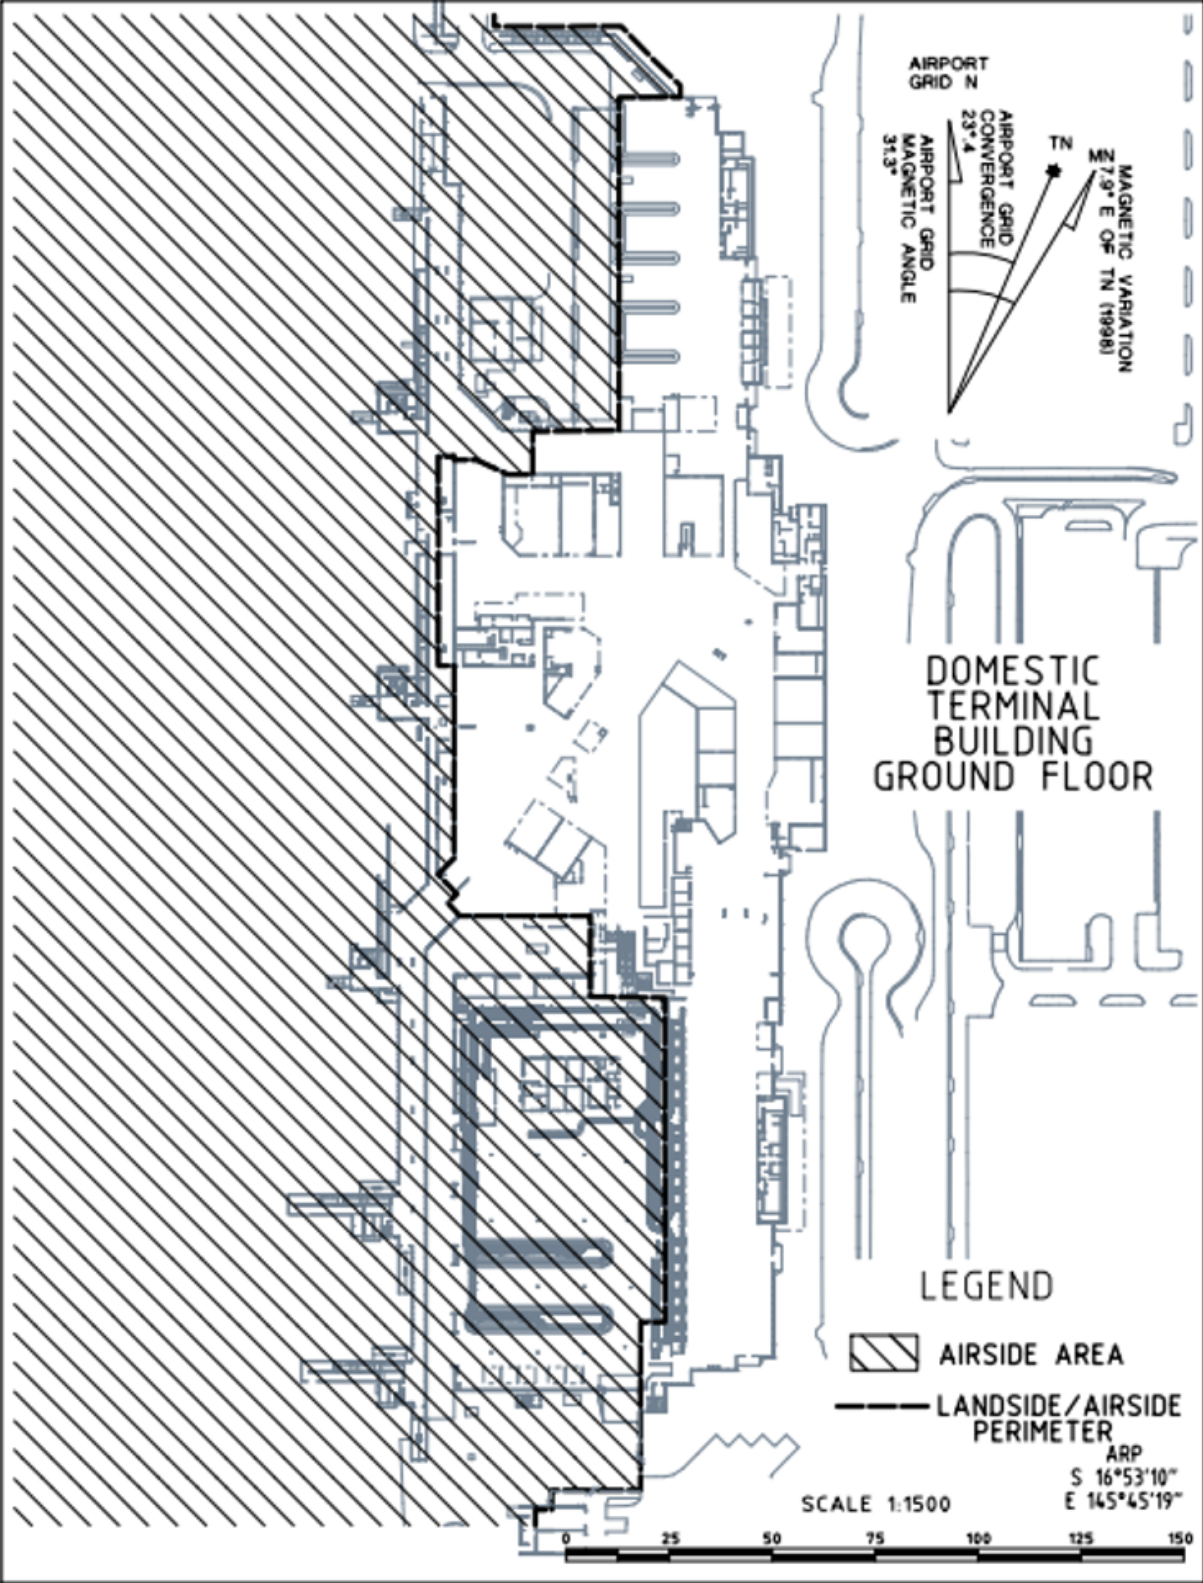 AIRPORT
GRID N
AIRPORT GRID
CONVERGENCE
23°.4
TN
MN
MAGNETIC VARIATION
7.9° E OF TN (1998)
AIRPORT GRID
MAGNETIC ANGLE
31.3°
DOMESTIC
TERMINAL
BUILDING
GROUND FLOOR
LEGEND
AIRSIDE AREA
LANDSIDE/AIRSIDE
PERIMETER
ARP
S 16°53'10"
E 145°45'19"
SCALE 1:1500
0 25 50 75 100 125 150